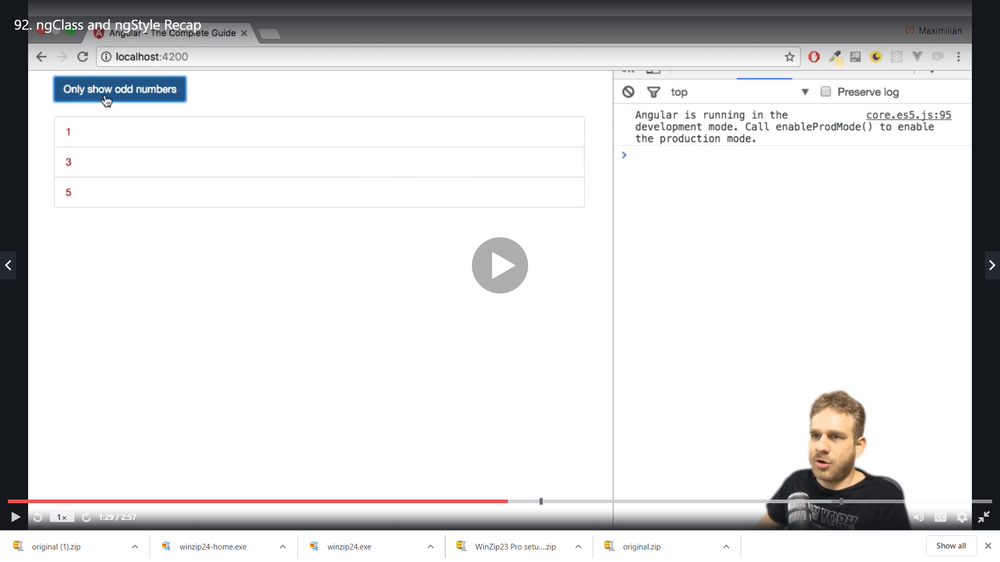 92. ngClass and ngStyle Recap
Angular - The Complete Guide
Maximilian
localhost:4200
JB
Only show odd numbers
top
Preserve log
Angular is running in the core.es5.js:95
development mode. Call enableProdMode() to enable
the production mode.
1
3
5
YORK
1x
1:29 / 2:57
CC
original (1).zip
winzip24-home.exe
winzip24.exe
WinZip23 Pro setu....zip
original.zip
Show all